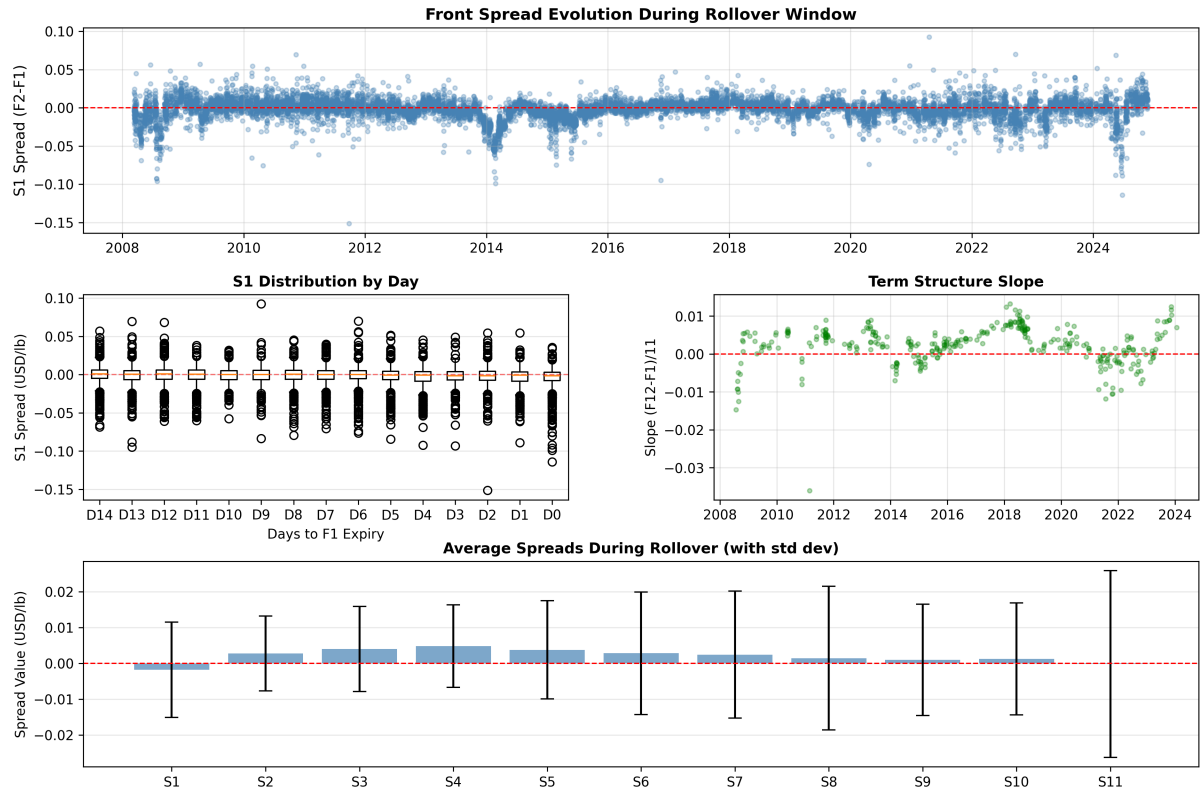 Front Spread Evolution During Rollover Window
S1 Spread (F2-F1)
0.10
0.05
0.00
−0.05
−0.10
−0.15
2008 2010 2012 2014 2016 2018 2020 2022 2024
S1 Distribution by Day
S1 Spread (USD/lb)
0.10
0.05
0.00
−0.05
−0.10
−0.15
D14 D13 D12 D11 D10 D9 D8 D7 D6 D5 D4 D3 D2 D1 D0
Days to F1 Expiry
Term Structure Slope
Slope (F12-F1)/11
0.01
0.00
−0.01
−0.02
−0.03
2008 2010 2012 2014 2016 2018 2020 2022 2024
Average Spreads During Rollover (with std dev)
Spread Value (USD/lb)
0.02
0.01
0.00
−0.01
−0.02
S1 S2 S3 S4 S5 S6 S7 S8 S9 S10 S11